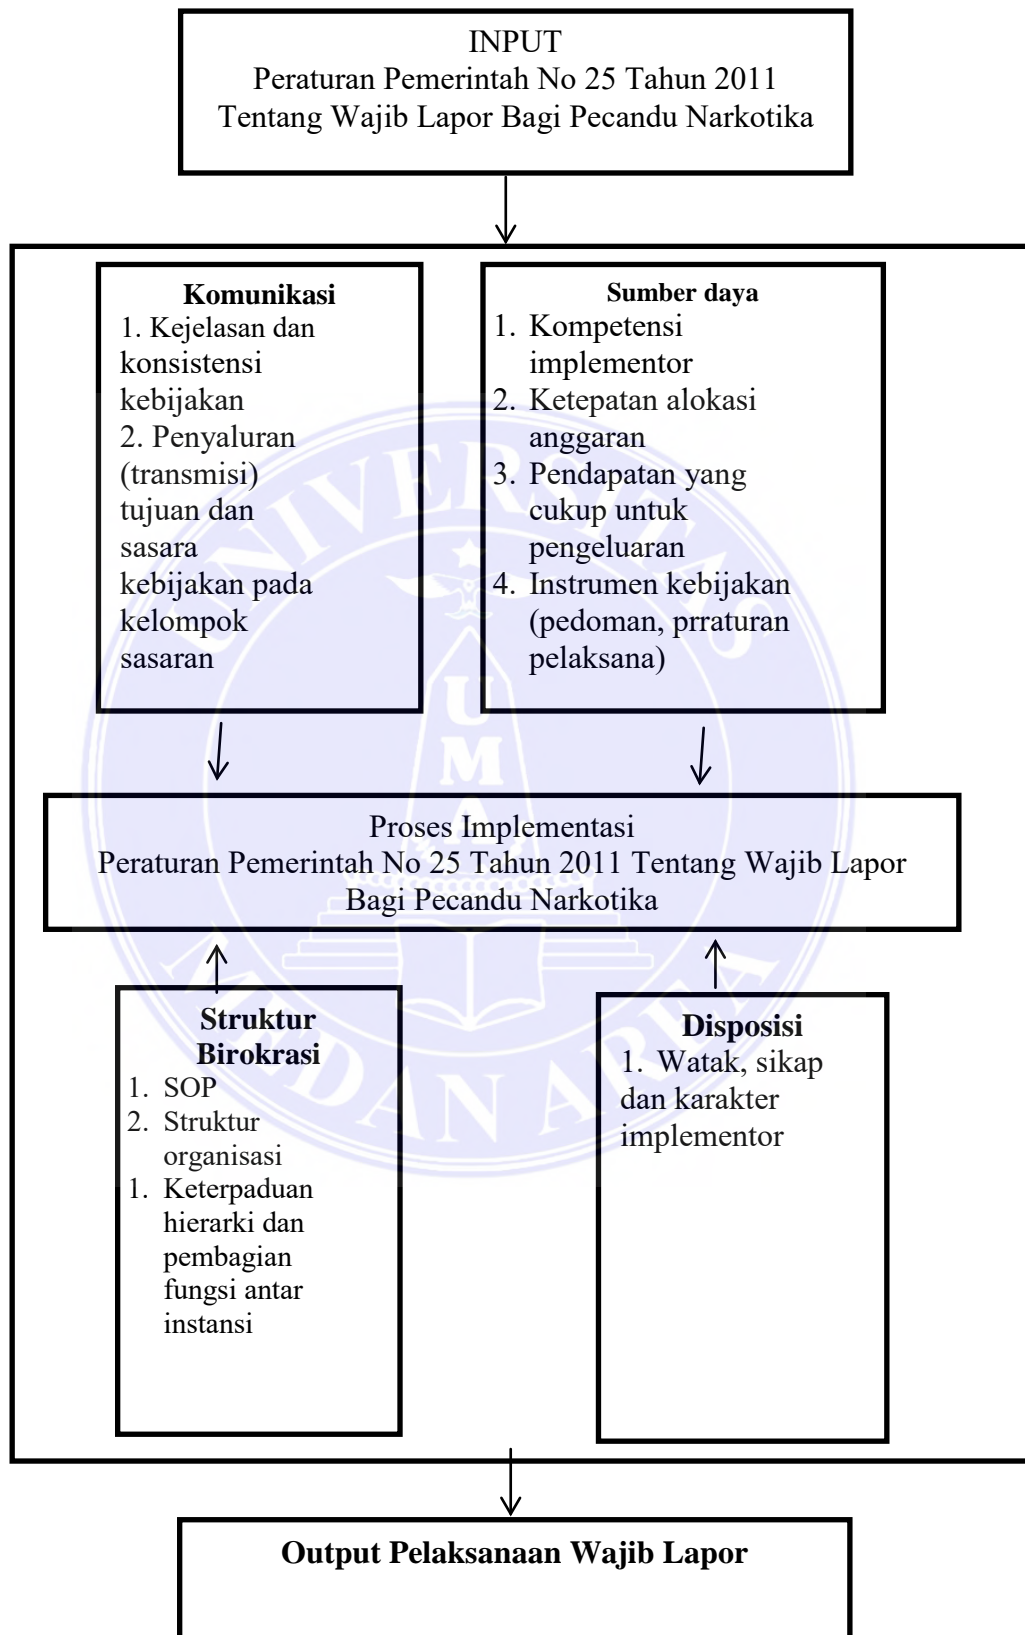 INPUT
Peraturan Pemerintah No 25 Tahun 2011
Tentang Wajib Lapor Bagi Pecandu Narkotika
Komunikasi
1. Kejelasan dan
konsistensi
kebijakan
2. Penyaluran
(transmisi)
tujuan dan
sasara
kebijakan pada
kelompok
sasaran
Sumber daya
1. Kompetensi
implementor
2. Ketepatan alokasi
anggaran
3. Pendapatan yang
cukup untuk
pengeluaran
4. Instrumen kebijakan
(pedoman, prraturan
pelaksana)
Proses Implementasi
Peraturan Pemerintah No 25 Tahun 2011 Tentang Wajib Lapor
Bagi Pecandu Narkotika
Struktur
Birokrasi
1. SOP
2. Struktur
organisasi
1. Keterpaduan
hierarki dan
pembagian
fungsi antar
instansi
Disposisi
1. Watak, sikap
dan karakter
implementor
Output Pelaksanaan Wajib Lapor
UNIVERSITAS
MEDAN AREA
UMA